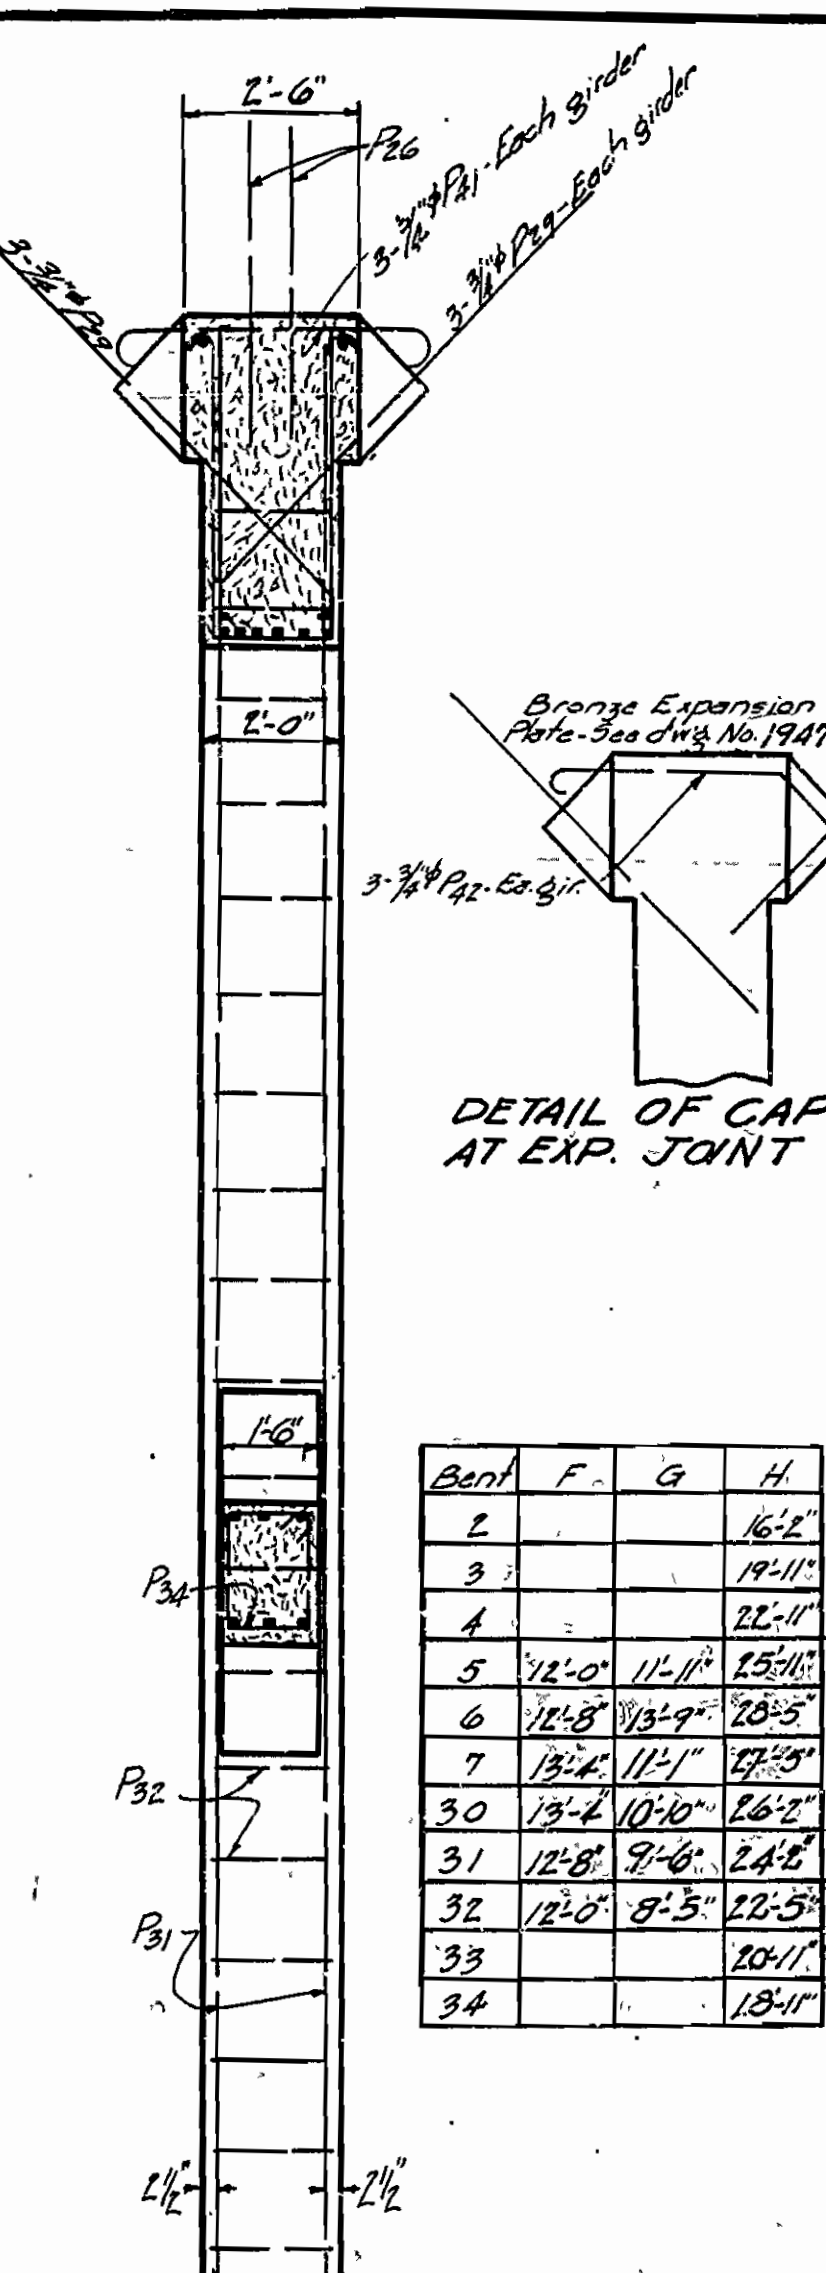 2'-6"
P26
3-3/4"ϕ P41-Each girder
3-3/4"ϕ P29-Each girder
3-3/4"ϕ P29
2'-0"
Bronze Expansion
Plate-See dwg No. 1947
3-3/4"ϕ P42-Ea. gir.
DETAIL OF CAP
AT EXP. JOINT
1'-6"
P34
P32
P31
2 1/2" 2 1/2"
Bent F G H
2 16'-2"
3 19'-11"
4 22'-11"
5 12'-0" 11'-11" 25'-11"
6 12'-8" 13'-9" 28'-5"
7 13'-4" 11'-1" 27'-5"
30 13'-4" 10'-10" 26'-2"
31 12'-8" 9'-6" 24'-2"
32 12'-0" 8'-5" 22'-5"
33 20'-11"
34 18'-11"